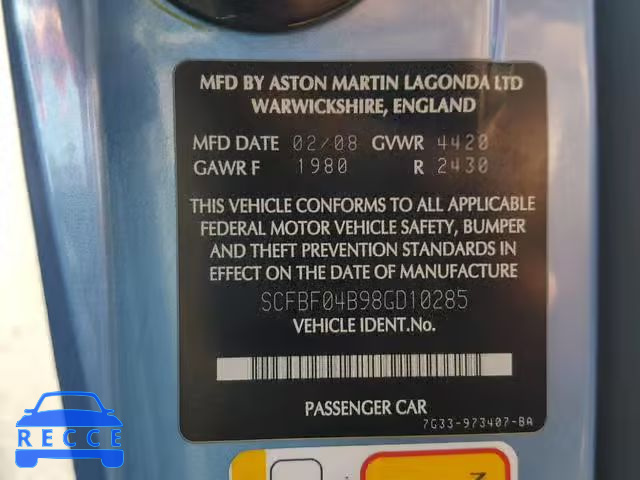 MFD BY ASTON MARTIN LAGONDA LTD
WARWICKSHIRE, ENGLAND
MFD DATE 02/08 GVWR 4420
GAWR F 1980 R 2430
THIS VEHICLE CONFORMS TO ALL APPLICABLE
FEDERAL MOTOR VEHICLE SAFETY, BUMPER
AND THEFT PREVENTION STANDARDS IN
EFFECT ON THE DATE OF MANUFACTURE
SCFBF04B98GD10285
VEHICLE IDENT.No.
PASSENGER CAR
7G33-973407-BA
RECCE